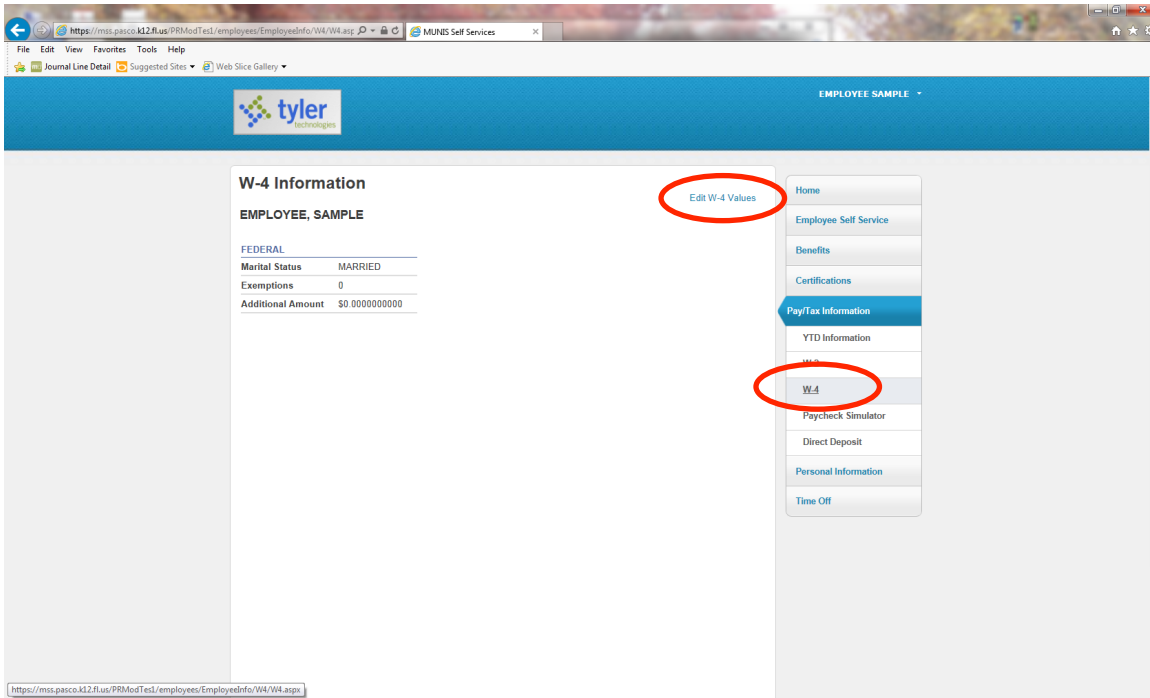 https://mss.pasco.k12.fl.us/PRModTes1/employees/EmployeeInfo/W4/W4.asp
MUNIS Self Services
File Edit View Favorites Tools Help
Journal Line Detail Suggested Sites Web Slice Gallery
EMPLOYEE SAMPLE
tyler
technologies
W-4 Information
Edit W-4 Values
EMPLOYEE, SAMPLE
FEDERAL
Marital Status MARRIED
Exemptions 0
Additional Amount $0.0000000000
Home
Employee Self Service
Benefits
Certifications
Pay/Tax Information
YTD Information
W-2
W-4
Paycheck Simulator
Direct Deposit
Personal Information
Time Off
https://mss.pasco.k12.fl.us/PRModTes1/employees/EmployeeInfo/W4/W4.aspx